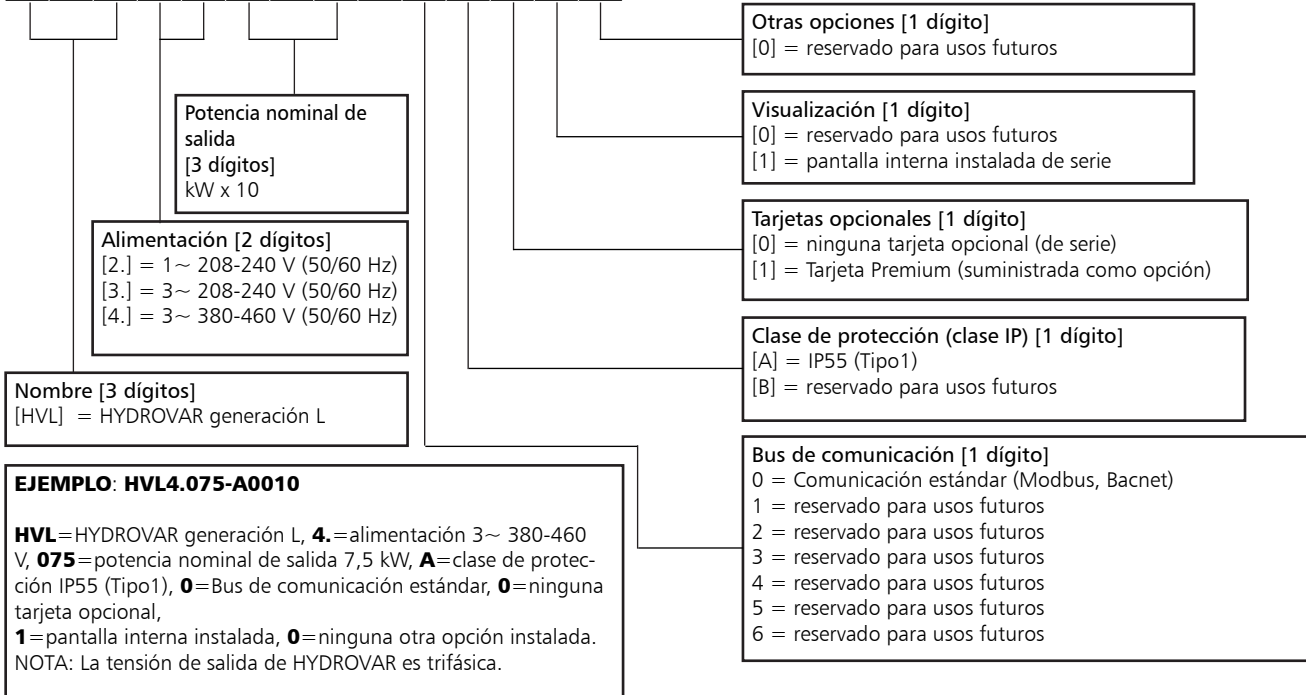 Otras opciones [1 dígito]
[0] = reservado para usos futuros
Visualización [1 dígito]
[0] = reservado para usos futuros
[1] = pantalla interna instalada de serie
Potencia nominal de
salida
[3 dígitos]
kW x 10
Tarjetas opcionales [1 dígito]
[0] = ninguna tarjeta opcional (de serie)
[1] = Tarjeta Premium (suministrada como opción)
Alimentación [2 dígitos]
[2.] = 1~ 208-240 V (50/60 Hz)
[3.] = 3~ 208-240 V (50/60 Hz)
[4.] = 3~ 380-460 V (50/60 Hz)
Clase de protección (clase IP) [1 dígito]
[A] = IP55 (Tipo1)
[B] = reservado para usos futuros
Nombre [3 dígitos]
[HVL] = HYDROVAR generación L
Bus de comunicación [1 dígito]
0 = Comunicación estándar (Modbus, Bacnet)
1 = reservado para usos futuros
2 = reservado para usos futuros
3 = reservado para usos futuros
4 = reservado para usos futuros
5 = reservado para usos futuros
6 = reservado para usos futuros
EJEMPLO: HVL4.075-A0010
HVL=HYDROVAR generación L, 4.=alimentación 3~ 380-460
V, 075=potencia nominal de salida 7,5 kW, A=clase de protec-
ción IP55 (Tipo1), 0=Bus de comunicación estándar, 0=ninguna
tarjeta opcional,
1=pantalla interna instalada, 0=ninguna otra opción instalada.
NOTA: La tensión de salida de HYDROVAR es trifásica.